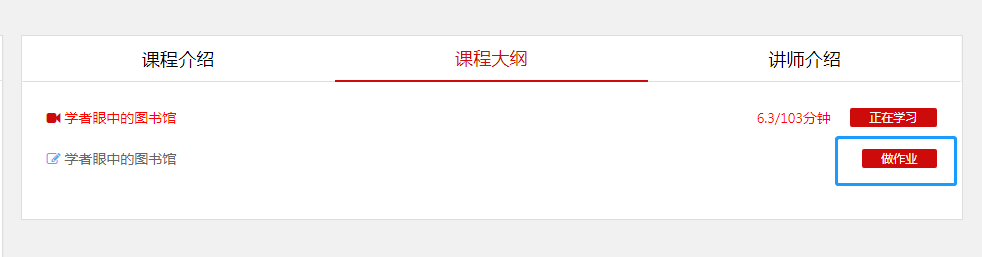 课程介绍 课程大纲 讲师介绍
学者眼中的图书馆 6.3/103分钟 正在学习
学者眼中的图书馆 做作业